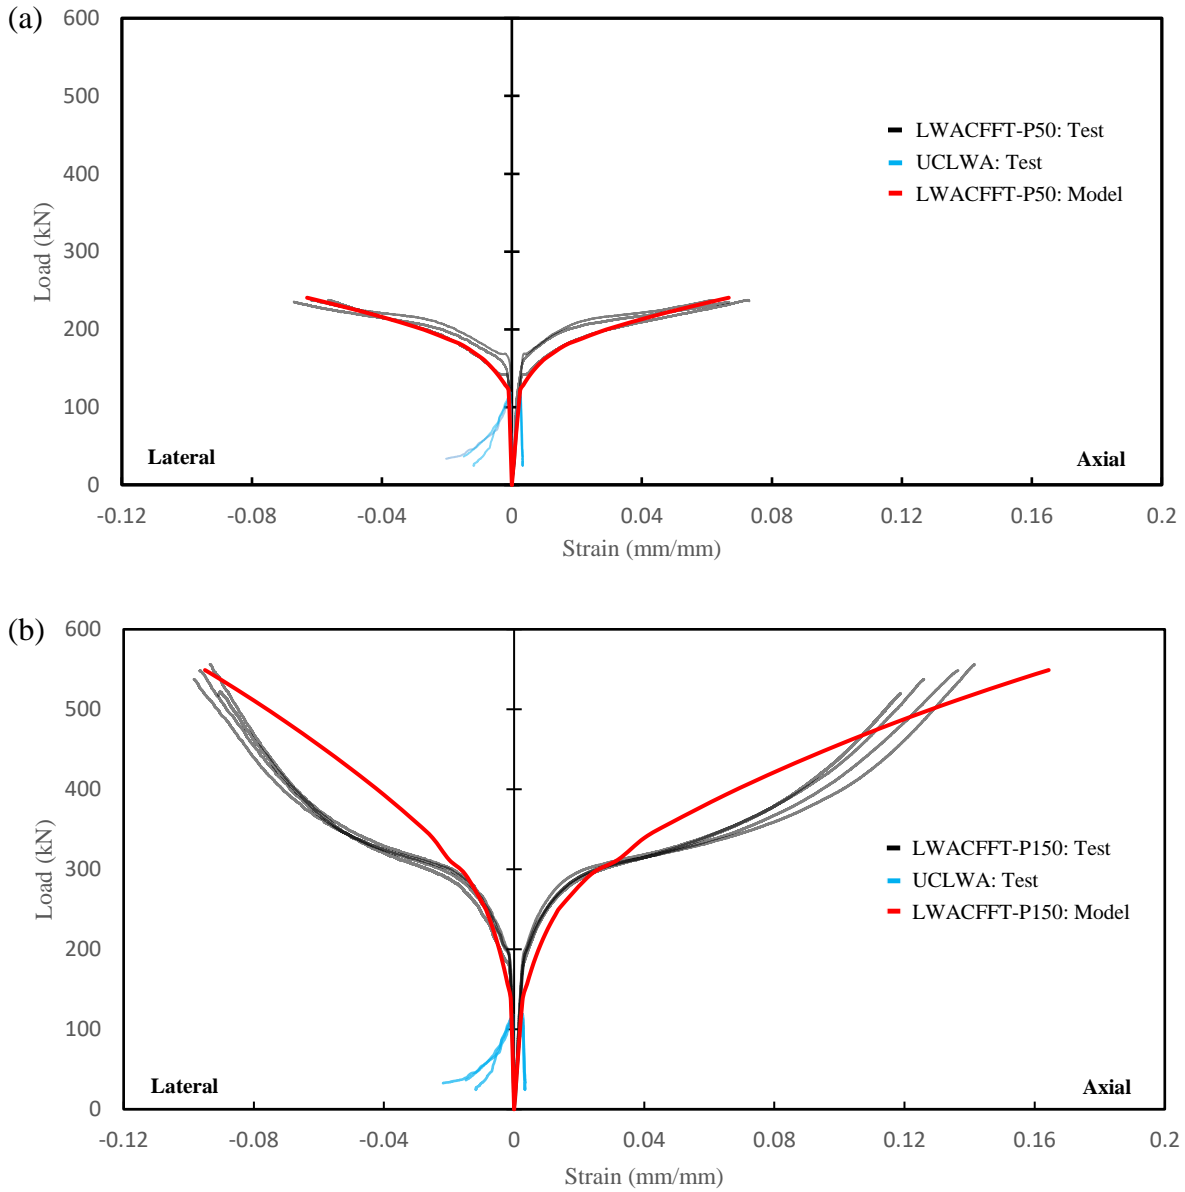 (a)
600
500
400
300
200
100
0
Load (kN)
LWACFFT-P50: Test
UCLWA: Test
LWACFFT-P50: Model
Lateral
Axial
-0.12
-0.08
-0.04
0
0.04
0.08
0.12
0.16
0.2
Strain (mm/mm)
(b)
600
500
400
300
200
100
0
Load (kN)
LWACFFT-P150: Test
UCLWA: Test
LWACFFT-P150: Model
Lateral
Axial
-0.12
-0.08
-0.04
0
0.04
0.08
0.12
0.16
0.2
Strain (mm/mm)